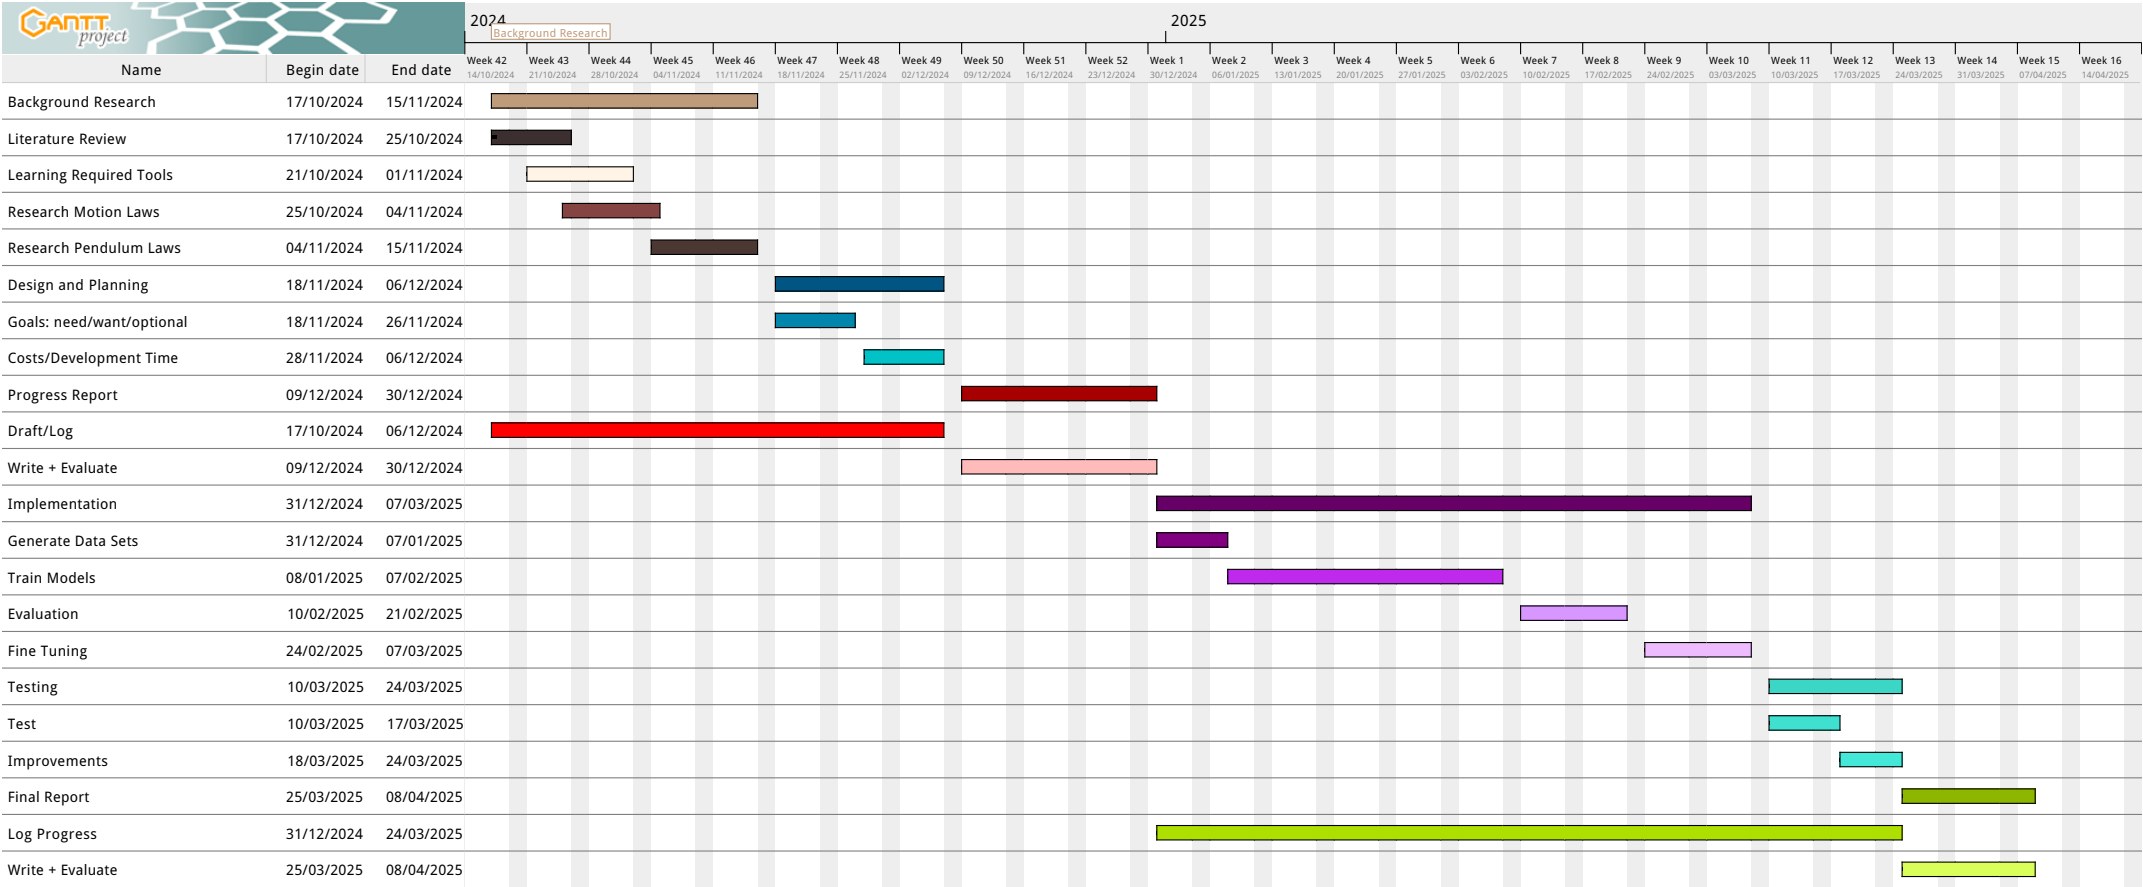 GANTT
project
2024 2025
Background Research
Name Begin date End date
Week 42 Week 43 Week 44 Week 45 Week 46 Week 47 Week 48 Week 49 Week 50 Week 51 Week 52 Week 1 Week 2 Week 3 Week 4 Week 5 Week 6 Week 7 Week 8 Week 9 Week 10 Week 11 Week 12 Week 13 Week 14 Week 15 Week 16
14/10/2024 21/10/2024 28/10/2024 04/11/2024 11/11/2024 18/11/2024 25/11/2024 02/12/2024 09/12/2024 16/12/2024 23/12/2024 30/12/2024 06/01/2025 13/01/2025 20/01/2025 27/01/2025 03/02/2025 10/02/2025 17/02/2025 24/02/2025 03/03/2025 10/03/2025 17/03/2025 24/03/2025 31/03/2025 07/04/2025 14/04/2025
Background Research 17/10/2024 15/11/2024
Literature Review 17/10/2024 25/10/2024
Learning Required Tools 21/10/2024 01/11/2024
Research Motion Laws 25/10/2024 04/11/2024
Research Pendulum Laws 04/11/2024 15/11/2024
Design and Planning 18/11/2024 06/12/2024
Goals: need/want/optional 18/11/2024 26/11/2024
Costs/Development Time 28/11/2024 06/12/2024
Progress Report 09/12/2024 30/12/2024
Draft/Log 17/10/2024 06/12/2024
Write + Evaluate 09/12/2024 30/12/2024
Implementation 31/12/2024 07/03/2025
Generate Data Sets 31/12/2024 07/01/2025
Train Models 08/01/2025 07/02/2025
Evaluation 10/02/2025 21/02/2025
Fine Tuning 24/02/2025 07/03/2025
Testing 10/03/2025 24/03/2025
Test 10/03/2025 17/03/2025
Improvements 18/03/2025 24/03/2025
Final Report 25/03/2025 08/04/2025
Log Progress 31/12/2024 24/03/2025
Write + Evaluate 25/03/2025 08/04/2025